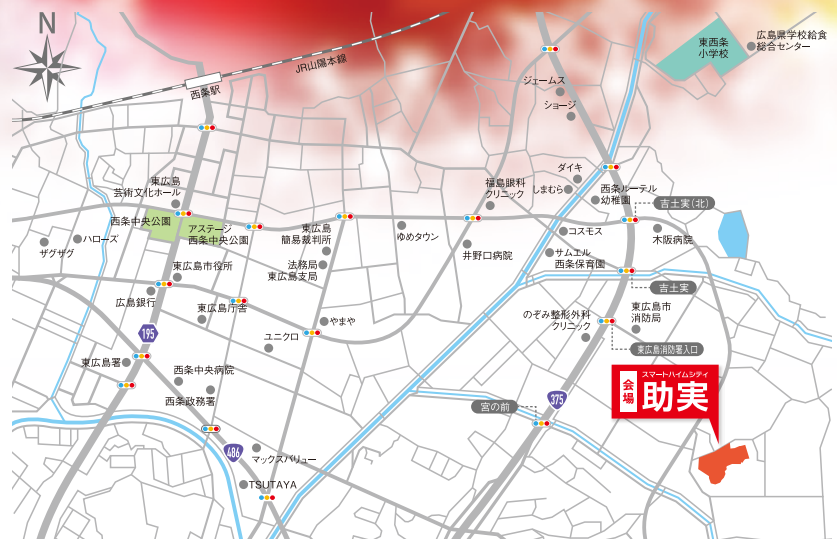 N
JR山陽本線
西条駅
東西条
小学校
広島県学校給食
総合センター
ジェームス
ショージ
ダイキ
しまむら
西条ルーテル
幼稚園
福島眼科
クリニック
吉土実(北)
木阪病院
コスモス
サムエル
西条保育園
井野口病院
ゆめタウン
東広島
簡易裁判所
法務局
東広島支局
東広島
芸術文化ホール
西条中央公園
アステージ
西条中央公園
ハローズ
ザグザグ
東広島市役所
広島銀行
東広島庁舎
やまや
ユニクロ
195
東広島署
西条中央病院
西条政務署
486
マックスバリュー
TSUTAYA
吉土実
東広島市
消防局
のぞみ整形外科
クリニック
東広島消防署入口
宮の前
375
会場
スマートハイムシティ
助実